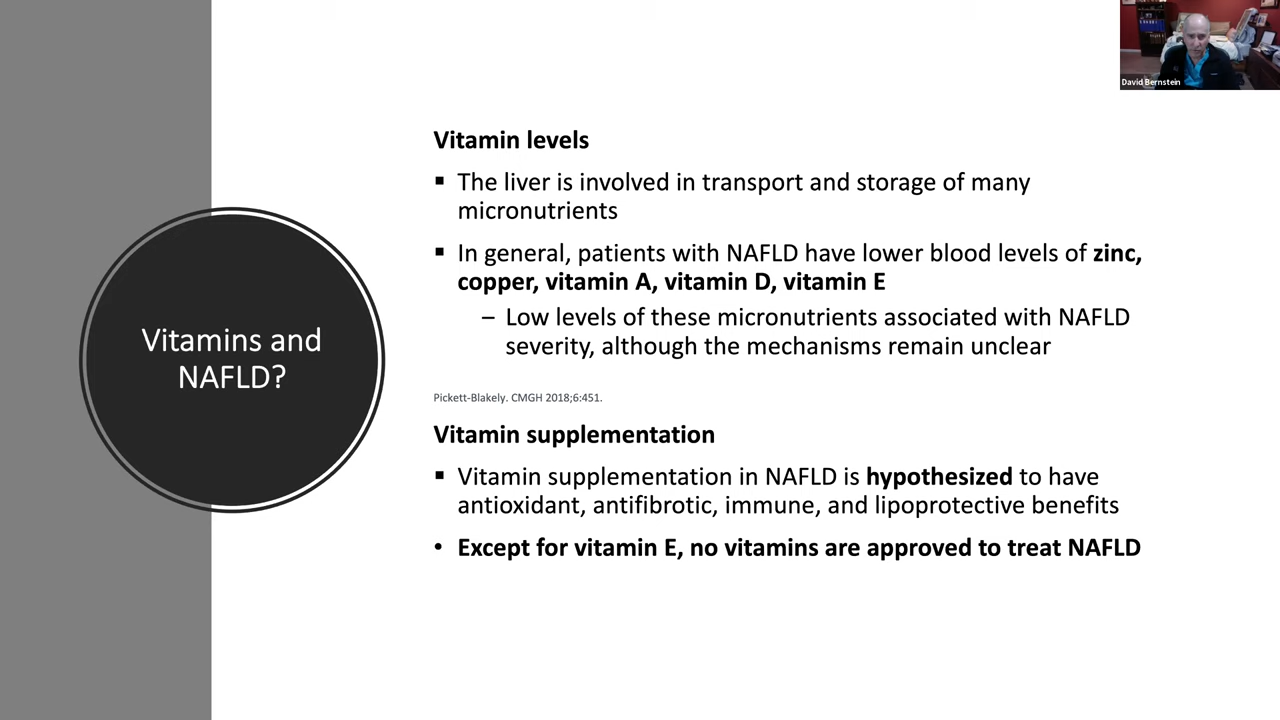 David Bernstein
Vitamins and
NAFLD?
Vitamin levels
▪ The liver is involved in transport and storage of many
micronutrients
▪ In general, patients with NAFLD have lower blood levels of zinc,
copper, vitamin A, vitamin D, vitamin E
– Low levels of these micronutrients associated with NAFLD
severity, although the mechanisms remain unclear
Pickett-Blakely. CMGH 2018;6:451.
Vitamin supplementation
▪ Vitamin supplementation in NAFLD is hypothesized to have
antioxidant, antifibrotic, immune, and lipoprotective benefits
• Except for vitamin E, no vitamins are approved to treat NAFLD